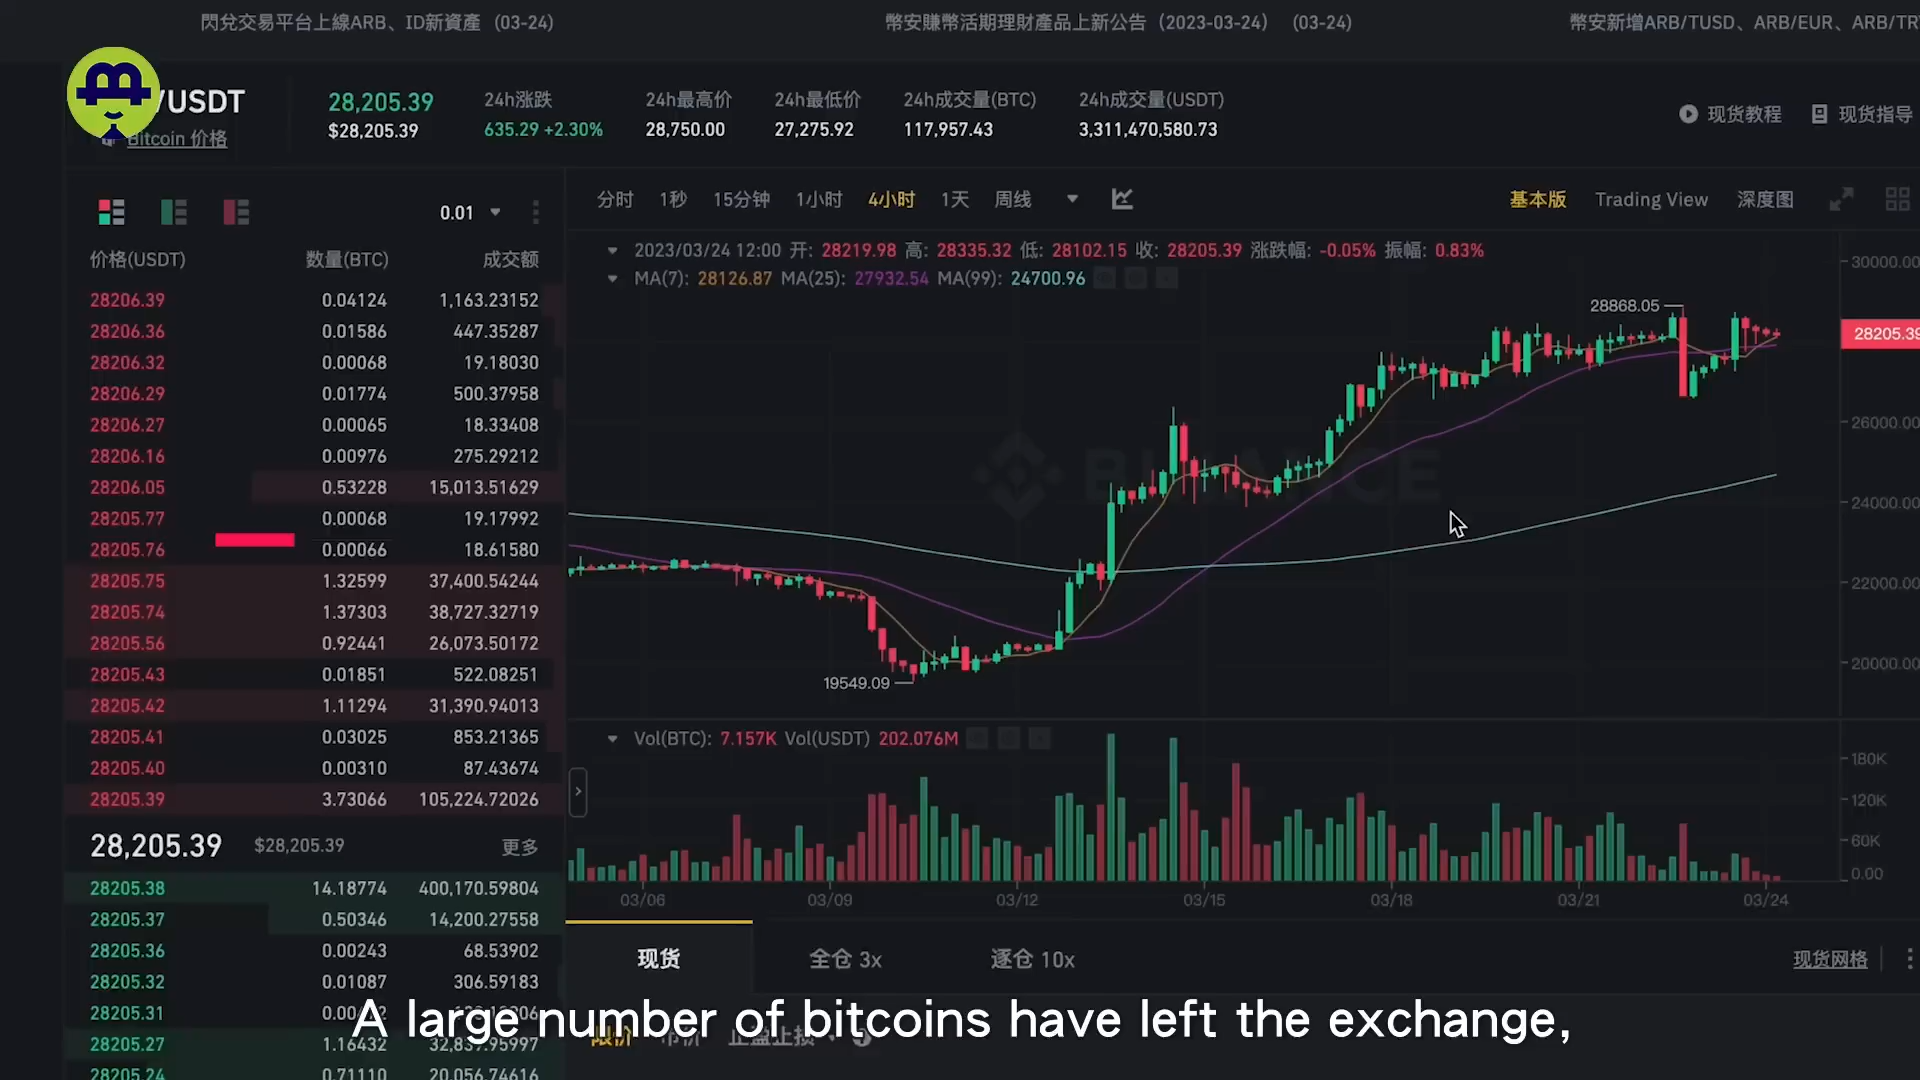 閃兌交易平台上線ARB、ID新資產 (03-24)
幣安賺幣活期理財產品上新公告 (2023-03-24) (03-24)
幣安新增ARB/TUSD、ARB/EUR、ARB/TR
/USDT
Bitcoin 价格
28,205.39
$28,205.39
24h涨跌
635.29 +2.30%
24h最高价
28,750.00
24h最低价
27,275.92
24h成交量(BTC)
117,957.43
24h成交量(USDT)
3,311,470,580.73
现货教程
现货指导
0.01
价格(USDT) 数量(BTC) 成交额
28206.39 0.04124 1,163.23152
28206.36 0.01586 447.35287
28206.32 0.00068 19.18030
28206.29 0.01774 500.37958
28206.27 0.00065 18.33408
28206.16 0.00976 275.29212
28206.05 0.53228 15,013.51629
28205.77 0.00068 19.17992
28205.76 0.00066 18.61580
28205.75 1.32599 37,400.54244
28205.74 1.37303 38,727.32719
28205.56 0.92441 26,073.50172
28205.43 0.01851 522.08251
28205.42 1.11294 31,390.94013
28205.41 0.03025 853.21365
28205.40 0.00310 87.43674
28205.39 3.73066 105,224.72026
28,205.39 $28,205.39 更多
28205.38 14.18774 400,170.59804
28205.37 0.50346 14,200.27558
28205.36 0.00243 68.53902
28205.32 0.01087 306.59183
28205.31
28205.27 1.16432 32,837.95997
28205.24 0.71110 20,056.74616
分时 1秒 15分钟 1小时 4小时 1天 周线
基本版 Trading View 深度图
2023/03/24 12:00 开: 28219.98 高: 28335.32 低: 28102.15 收: 28205.39 涨跌幅: -0.05% 振幅: 0.83%
MA(7): 28126.87 MA(25): 27932.54 MA(99): 24700.96
BINANCE
28868.05
19549.09
30000.00
28205.39
26000.00
24000.00
22000.00
20000.00
Vol(BTC): 7.157K Vol(USDT) 202.076M
180K
120K
60K
0.00
03/06 03/09 03/12 03/15 03/18 03/21 03/24
现货 全仓 3x 逐仓 10x
现货网格
限价 市价 止盈止损
A large number of bitcoins have left the exchange,